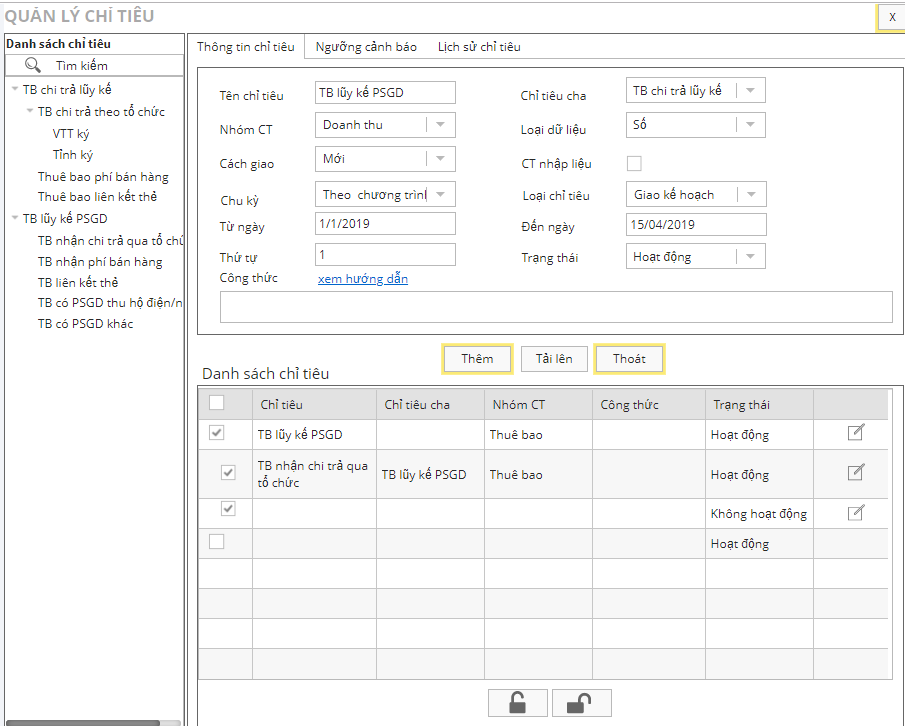 QUẢN LÝ CHỈ TIÊU
X
Danh sách chỉ tiêu
Tìm kiếm
TB chi trả lũy kế
TB chi trả theo tổ chức
VTT ký
Tỉnh ký
Thuê bao phí bán hàng
Thuê bao liên kết thẻ
TB lũy kế PSGD
TB nhận chi trả qua tổ
TB nhận phí bán hàng
TB liên kết thẻ
TB có PSGD thu hộ điện/n
TB có PSGD khác
Thông tin chỉ tiêu
Ngưỡng cảnh báo
Lịch sử chỉ tiêu
Tên chỉ tiêu
TB lũy kế PSGD
Chỉ tiêu cha
TB chi trả lũy kế
Nhóm CT
Doanh thu
Loại dữ liệu
Số
Cách giao
Mới
CT nhập liệu
Chu kỳ
Theo chương trình
Loại chỉ tiêu
Giao kế hoạch
Từ ngày
1/1/2019
Đến ngày
15/04/2019
Thứ tự
1
Trạng thái
Hoạt động
Công thức
xem hướng dẫn
Thêm
Tải lên
Thoát
Danh sách chỉ tiêu
Chỉ tiêu
Chỉ tiêu cha
Nhóm CT
Công thức
Trạng thái
TB lũy kế PSGD
Thuê bao
Hoạt động
TB nhận chi trả qua
tổ chức
TB lũy kế PSGD
Thuê bao
Hoạt động
Không hoạt động
Hoạt động